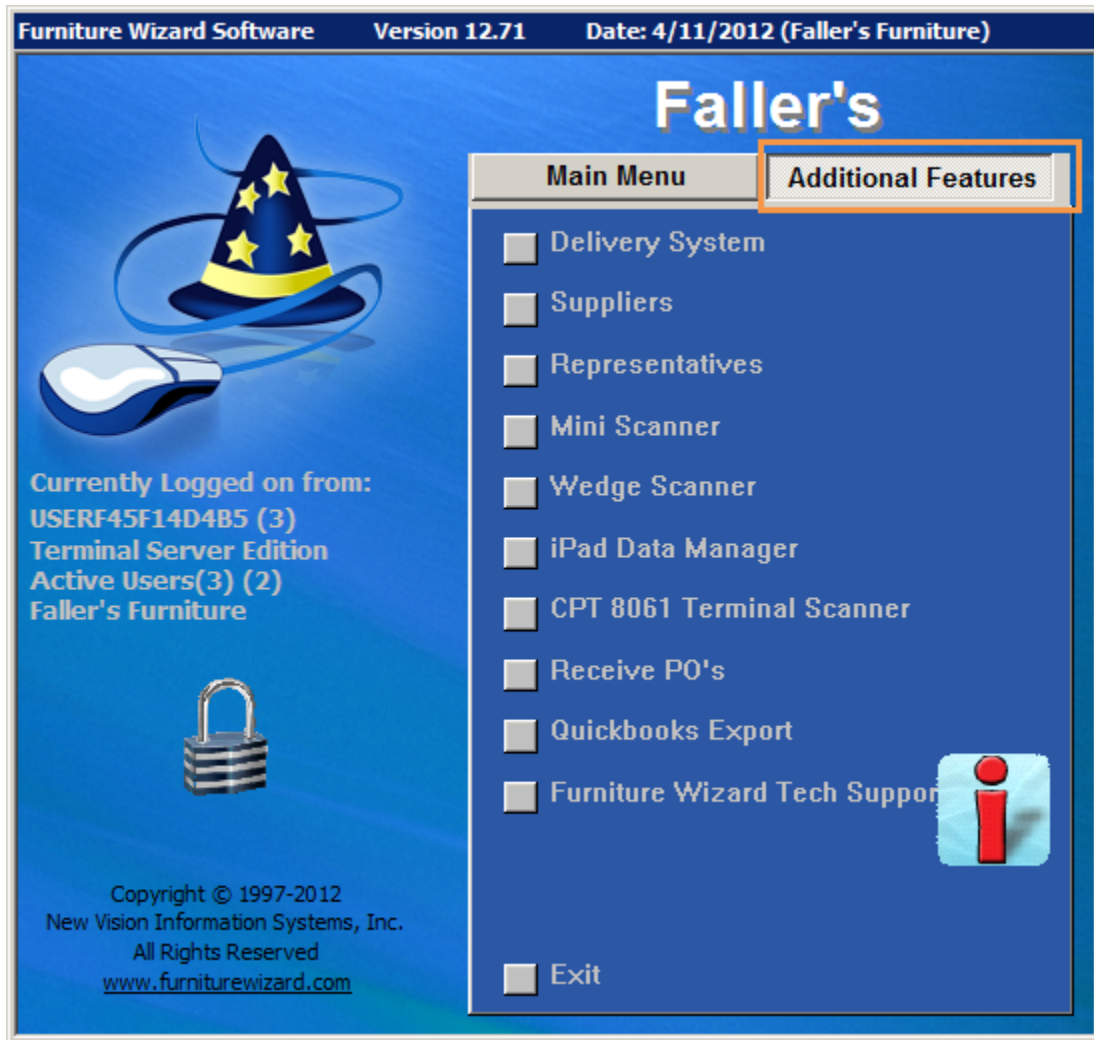 Furniture Wizard Software Version 12.71 Date: 4/11/2012 (Faller's Furniture)
Faller's
Main Menu Additional Features
Delivery System
Suppliers
Representatives
Mini Scanner
Wedge Scanner
iPad Data Manager
CPT 8061 Terminal Scanner
Receive PO's
Quickbooks Export
Furniture Wizard Tech Suppor
Exit
Currently Logged on from:
USERF45F14D4B5 (3)
Terminal Server Edition
Active Users(3) (2)
Faller's Furniture
Copyright © 1997-2012
New Vision Information Systems, Inc.
All Rights Reserved
www.furniturewizard.com